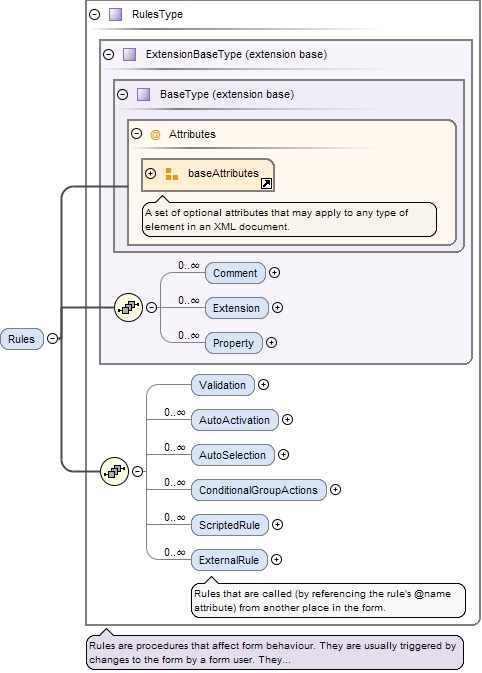 RulesType
ExtensionBaseType (extension base)
BaseType (extension base)
@ Attributes
baseAttributes
A set of optional attributes that may apply to any type of
element in an XML document.
0..∞
Comment
0..∞
Extension
0..∞
Property
Rules
Validation
0..∞
AutoActivation
0..∞
AutoSelection
0..∞
ConditionalGroupActions
0..∞
ScriptedRule
0..∞
ExternalRule
Rules that are called (by referencing the rule's @name
attribute) from another place in the form.
Rules are procedures that affect form behaviour. They are usually triggered by
changes to the form by a form user. They...